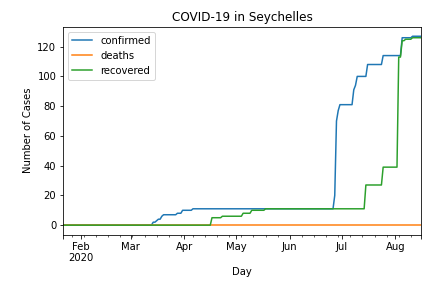 COVID-19 in Seychelles
confirmed
deaths
recovered
120
100
80
60
40
20
0
Number of Cases
Feb Mar Apr May Jun Jul Aug
2020
Day